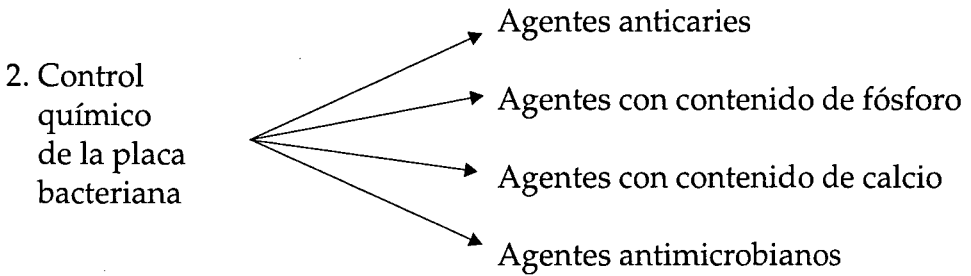 2. Control
químico
de la placa
bacteriana
Agentes anticaries
Agentes con contenido de fósforo
Agentes con contenido de calcio
Agentes antimicrobianos